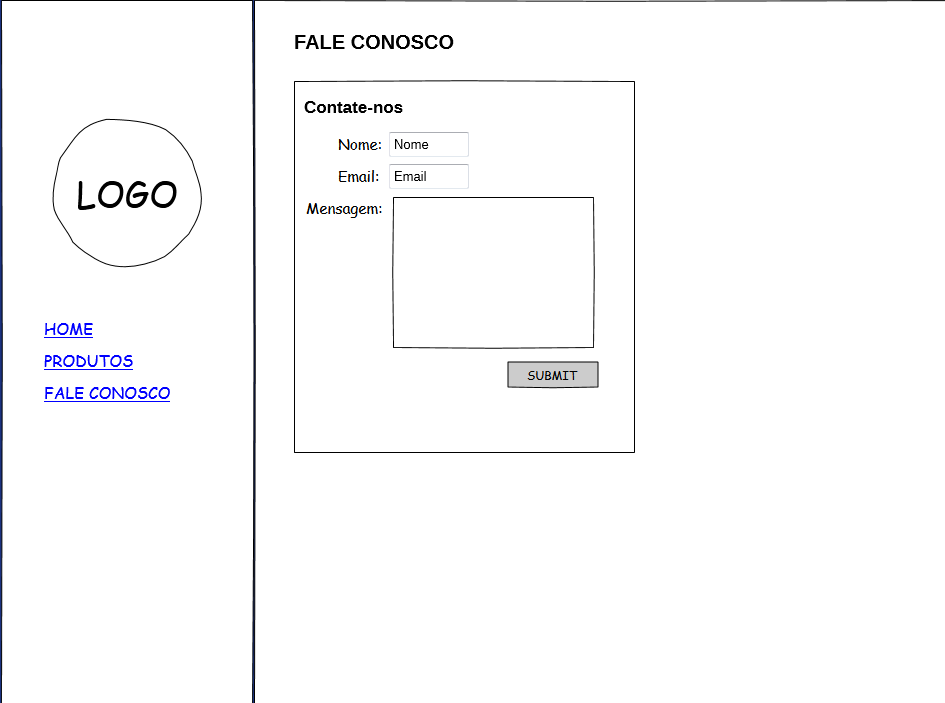 LOGO
HOME
PRODUTOS
FALE CONOSCO
FALE CONOSCO
Contate-nos
Nome: Nome
Email: Email
Mensagem:
SUBMIT